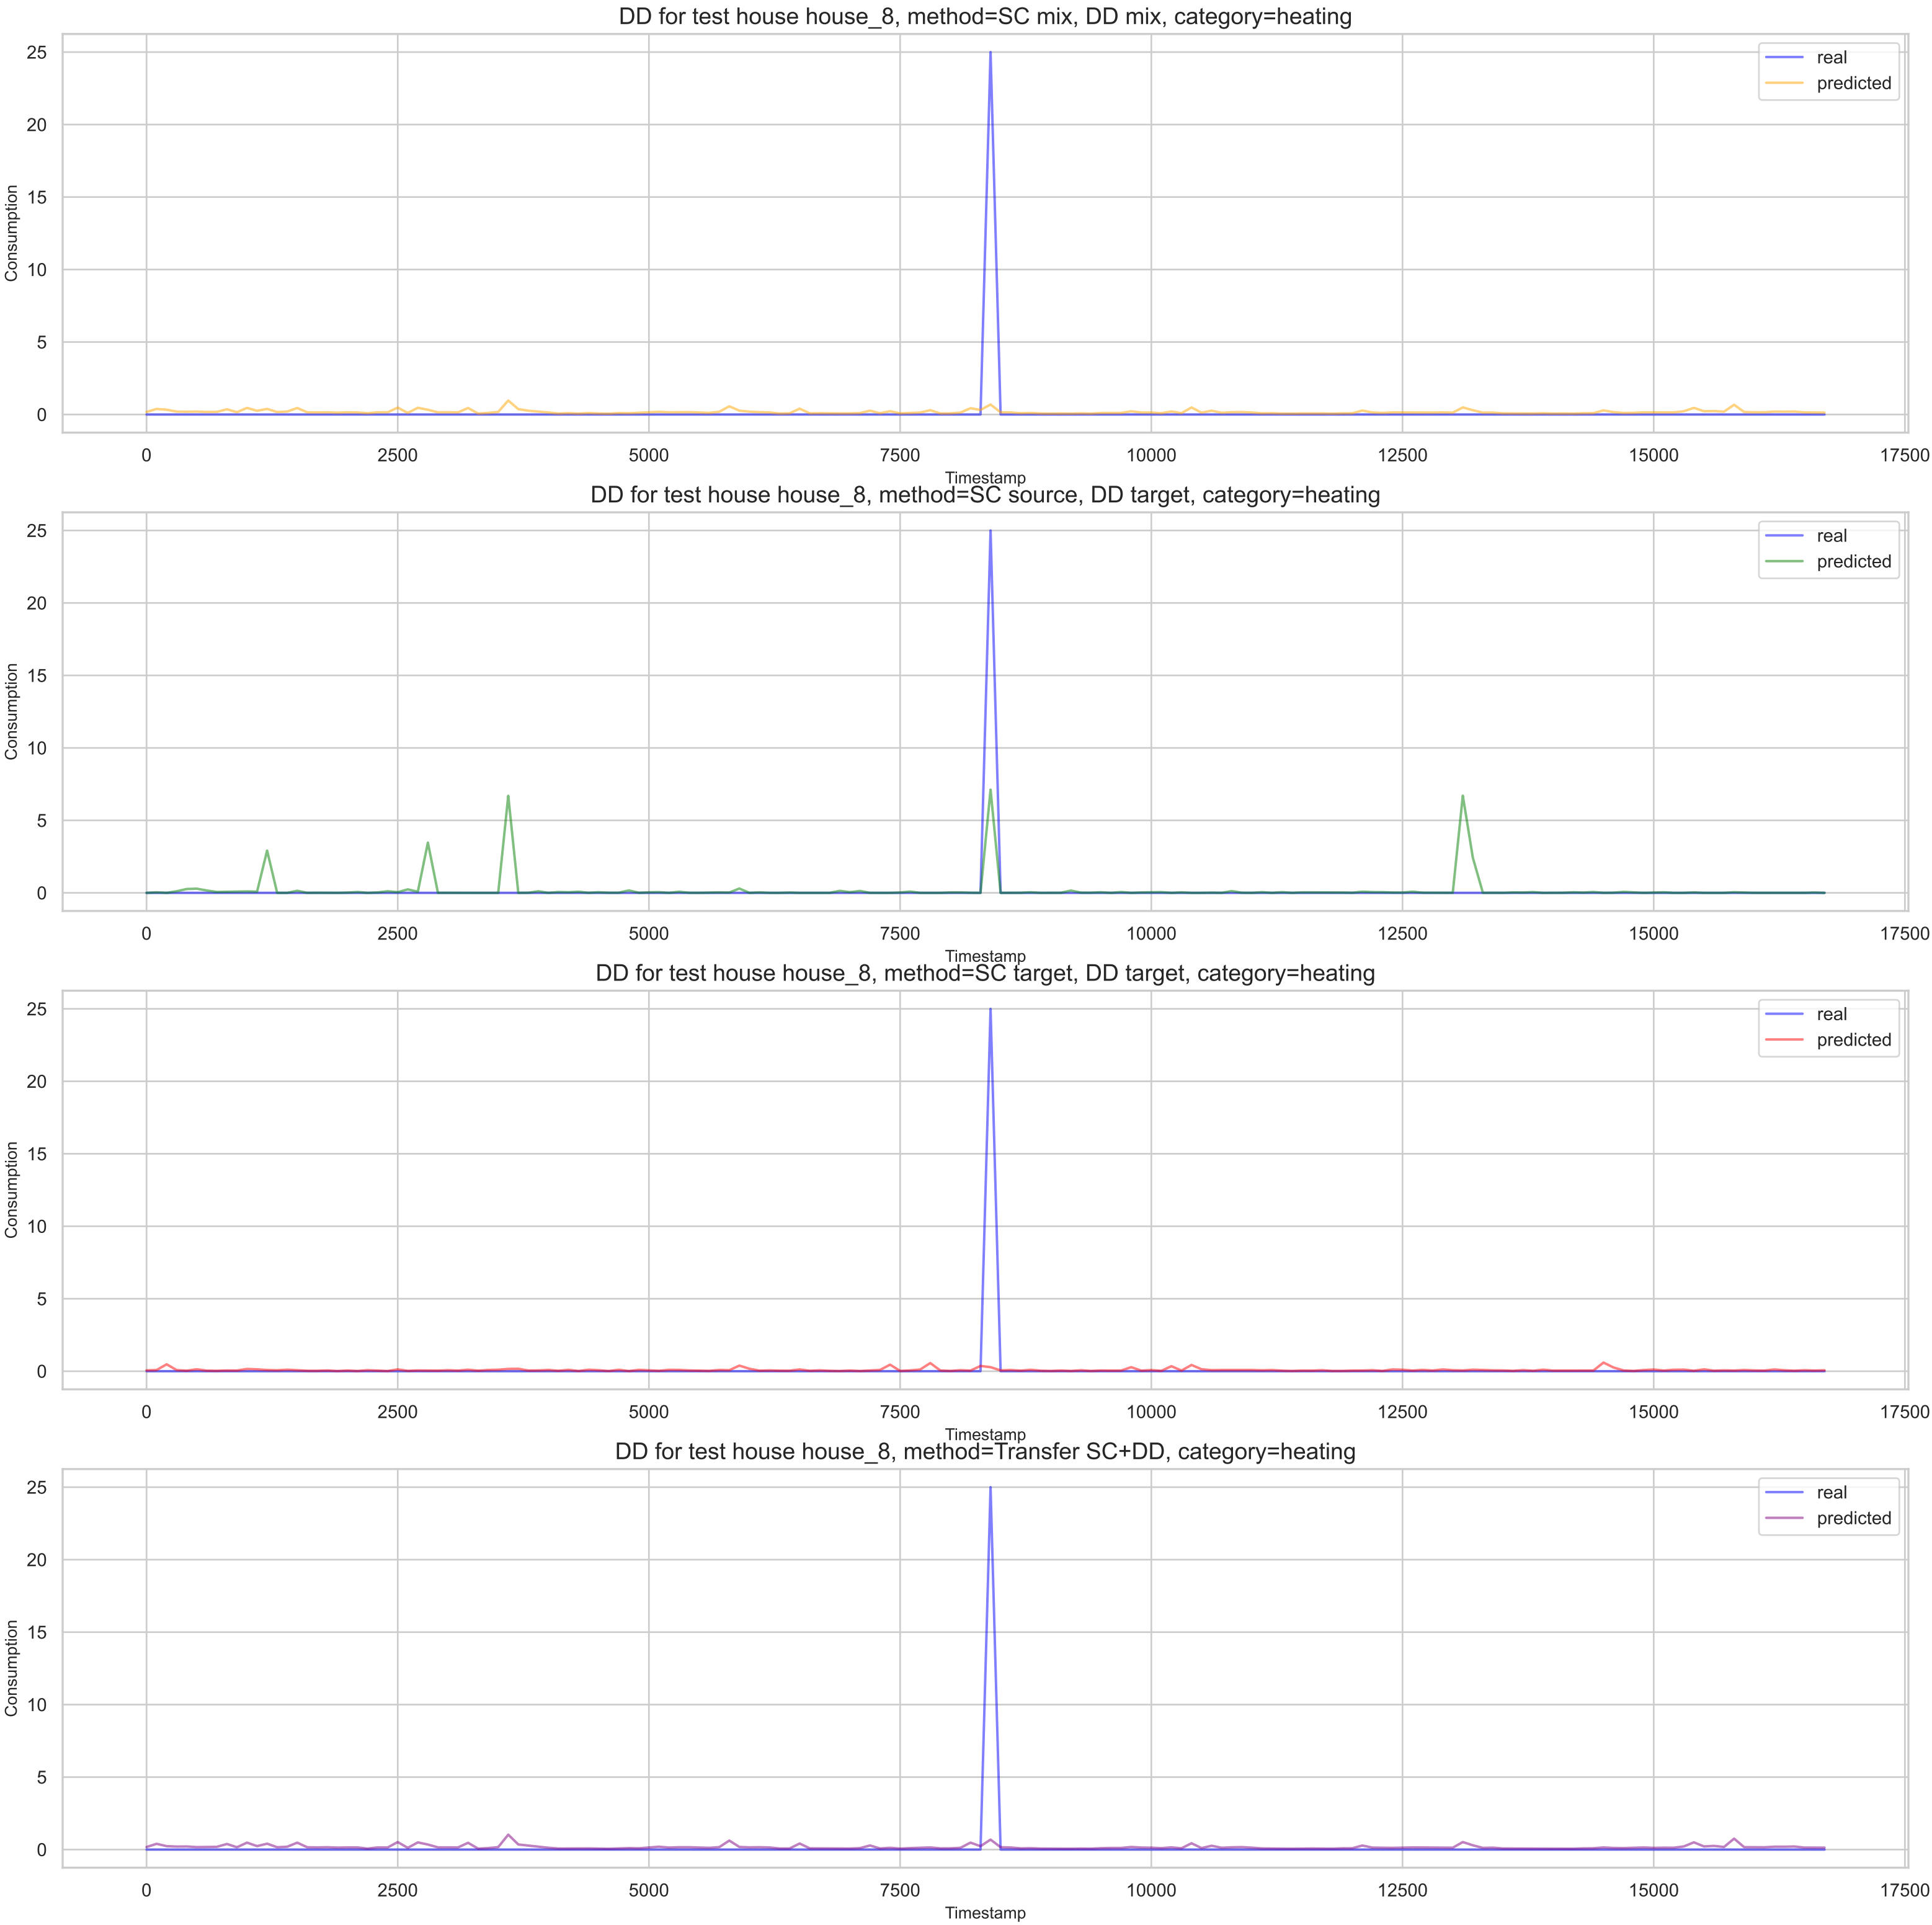 DD for test house house_8, method=SC mix, DD mix, category=heating
25
20
15
10
5
0
Consumption
real
predicted
0 2500 5000 7500 10000 12500 15000 17500
Timestamp
DD for test house house_8, method=SC source, DD target, category=heating
25
20
15
10
5
0
Consumption
real
predicted
0 2500 5000 7500 10000 12500 15000 17500
Timestamp
DD for test house house_8, method=SC target, DD target, category=heating
25
20
15
10
5
0
Consumption
real
predicted
0 2500 5000 7500 10000 12500 15000 17500
Timestamp
DD for test house house_8, method=Transfer SC+DD, category=heating
25
20
15
10
5
0
Consumption
real
predicted
0 2500 5000 7500 10000 12500 15000 17500
Timestamp